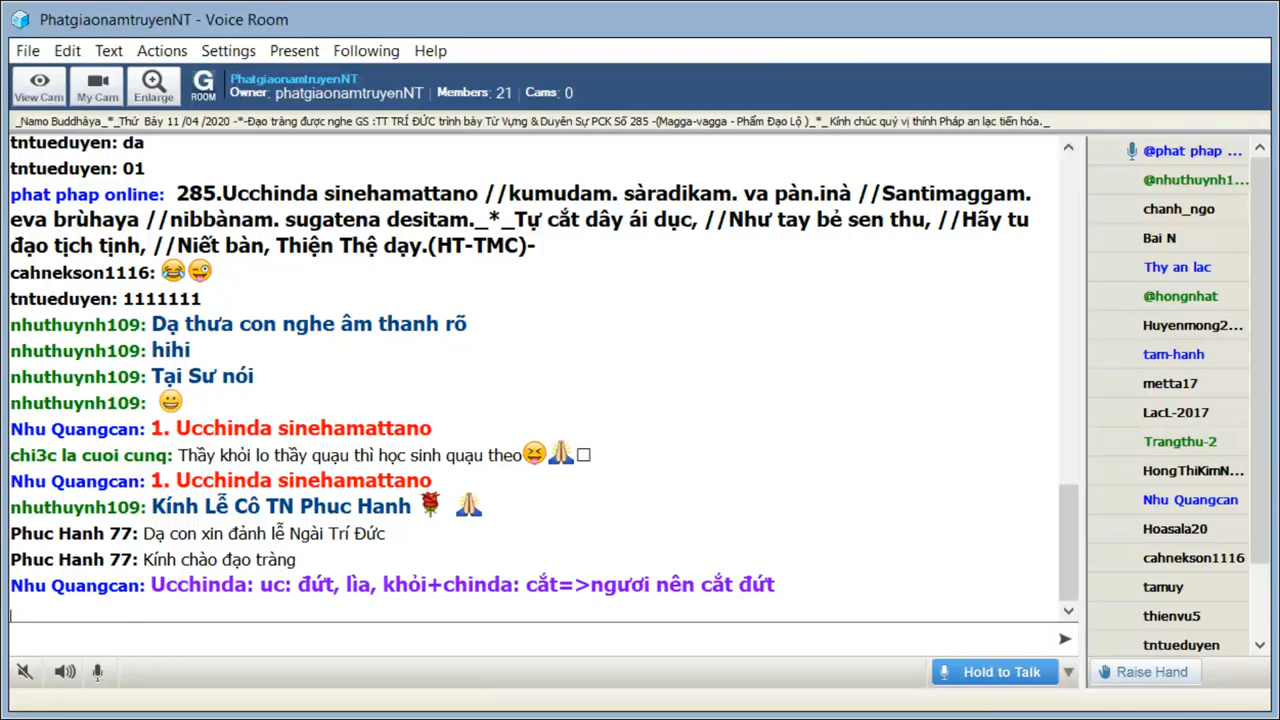 PhatgiaonamtruyenNT - Voice Room
File Edit Text Actions Settings Present Following Help
View Cam My Cam Enlarge G ROOM
PhatgiaonamtruyenNT
Owner: phatgiaonamtruyenNT | Members: 21 | Cams: 0
_Namo Buddhàya_*_Thứ Bảy 11 /04 /2020 -*-Đạo tràng được nghe GS :TT TRÍ ĐỨC trình bày Từ Vựng & Duyên Sự PCK Số 285 -(Magga-vagga - Phẩm Đạo Lộ )_*_ Kính chúc quý vị thính Pháp an lạc tiến hóa._
tntueduyen: da
tntueduyen: 01
phat phap online: 285.Ucchinda sinehamattano //kumudam. sàradikam. va pàn.inà //Santimaggam.
eva brùhaya //nibbànam. sugatena desitam._*_Tự cắt dây ái dục, //Như tay bẻ sen thu, //Hãy tu
đạo tịch tịnh, //Niết bàn, Thiện Thệ dạy.(HT-TMC)-
cahnekson1116: 😂😜
tntueduyen: 1111111
nhuthuynh109: Dạ thưa con nghe âm thanh rõ
nhuthuynh109: hihi
nhuthuynh109: Tại Sư nói
nhuthuynh109: 😀
Nhu Quangcan: 1. Ucchinda sinehamattano
chi3c la cuoi cunq: Thầy khỏi lo thầy quạu thì học sinh quạu theo😝🙏□
Nhu Quangcan: 1. Ucchinda sinehamattano
nhuthuynh109: Kính Lễ Cô TN Phuc Hanh 🌹 🙏
Phuc Hanh 77: Dạ con xin đảnh lễ Ngài Trí Đức
Phuc Hanh 77: Kính chào đạo tràng
Nhu Quangcan: Ucchinda: uc: đứt, lìa, khỏi+chinda: cắt=>ngươi nên cắt đứt
@phat phap ...
@nhuthuynh1...
chanh_ngo
Bai N
Thy an lac
@hongnhat
Huyenmong2...
tam-hanh
metta17
LacL-2017
Trangthu-2
HongThiKimN...
Nhu Quangcan
Hoasala20
cahnekson1116
tamuy
thienvu5
tntueduyen
Hold to Talk
Raise Hand